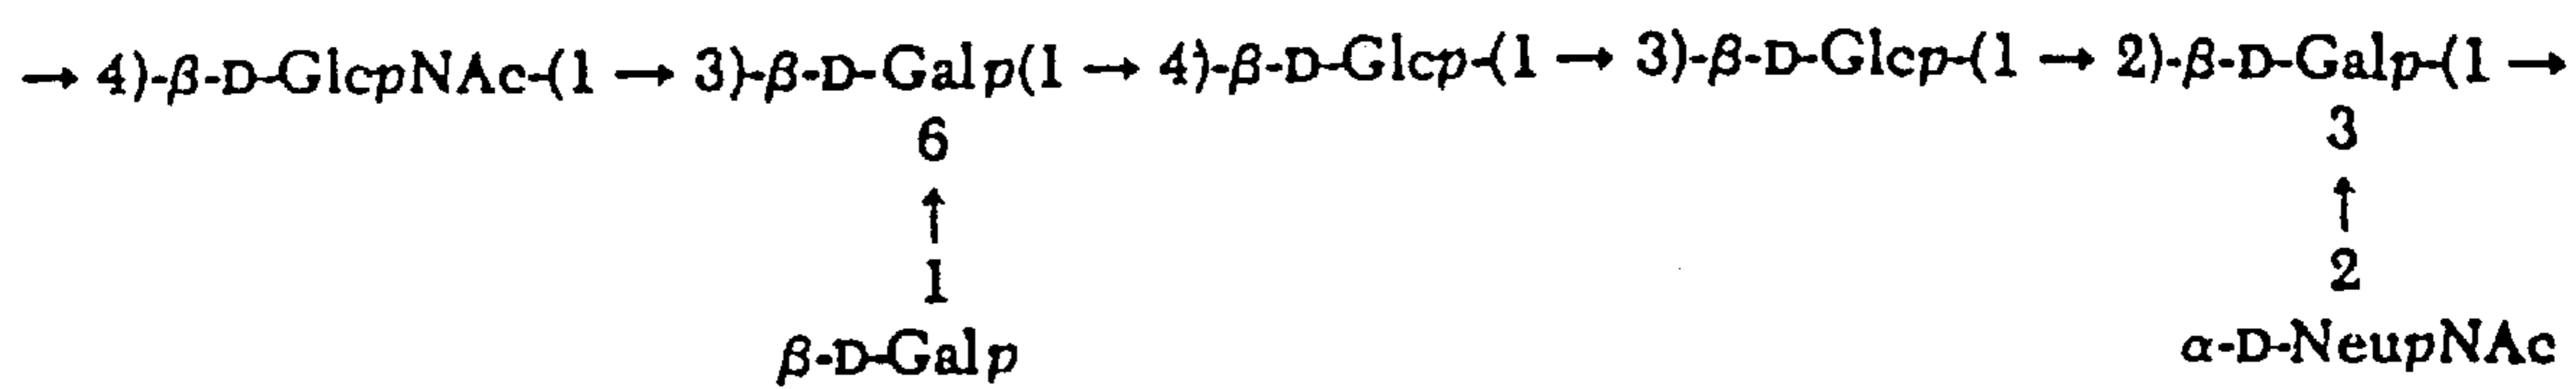 → 4)-β-D-GlcpNAc-(1 → 3)-β-D-Galp(1 → 4)-β-D-Glcp-(1 → 3)-β-D-Glcp-(1 → 2)-β-D-Galp-(1 →
6 3
↑ ↑
1 2
β-D-Galp α-D-NeupNAc